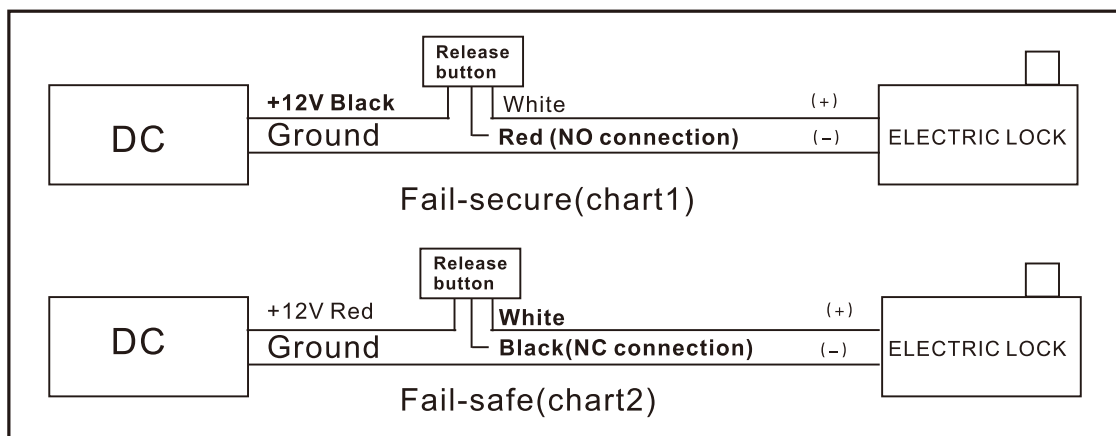 Release
button
+12V Black
White
(+)
DC
Ground
Red (NO connection)
(-)
ELECTRIC LOCK
Fail-secure(chart1)
Release
button
+12V Red
White
(+)
DC
Ground
Black(NC connection)
(-)
ELECTRIC LOCK
Fail-safe(chart2)